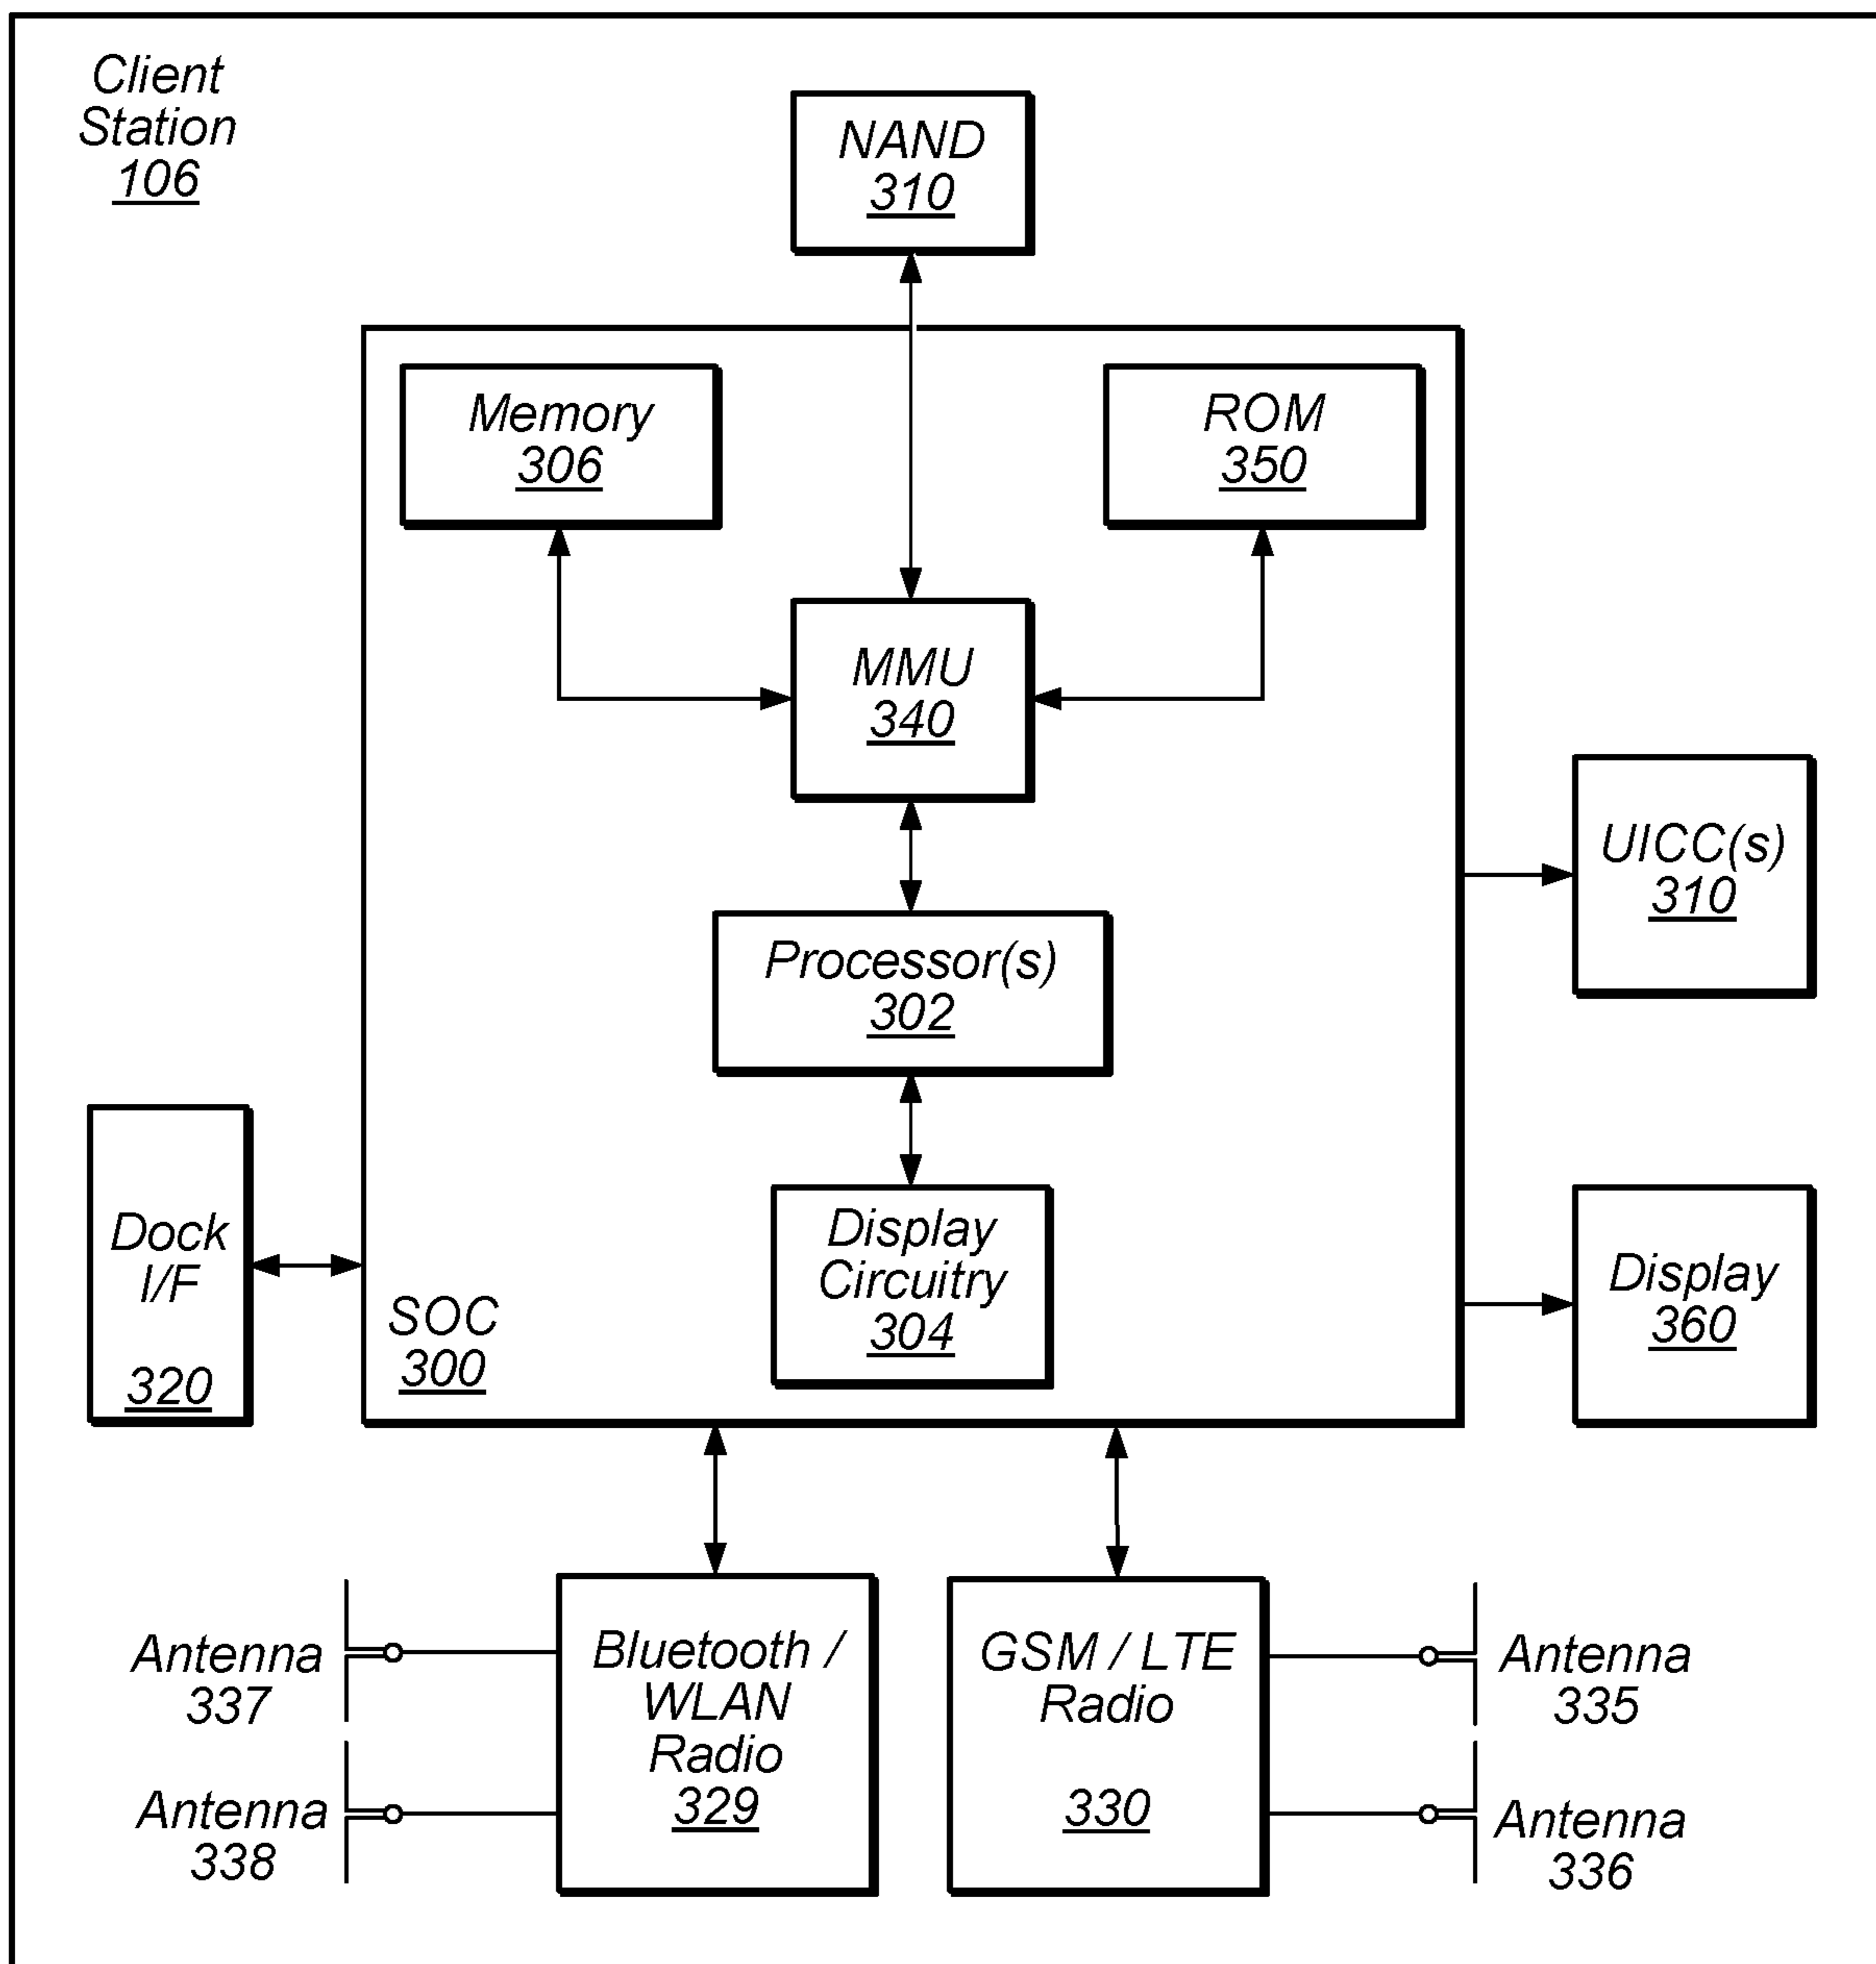 Client
Station
106
NAND
310
Memory
306
ROM
350
MMU
340
UICC(s)
310
Processor(s)
302
Dock
I/F
320
Display
Circuitry
304
SOC
300
Display
360
Antenna
337
Antenna
338
Bluetooth /
WLAN
Radio
329
GSM / LTE
Radio
330
Antenna
335
Antenna
336